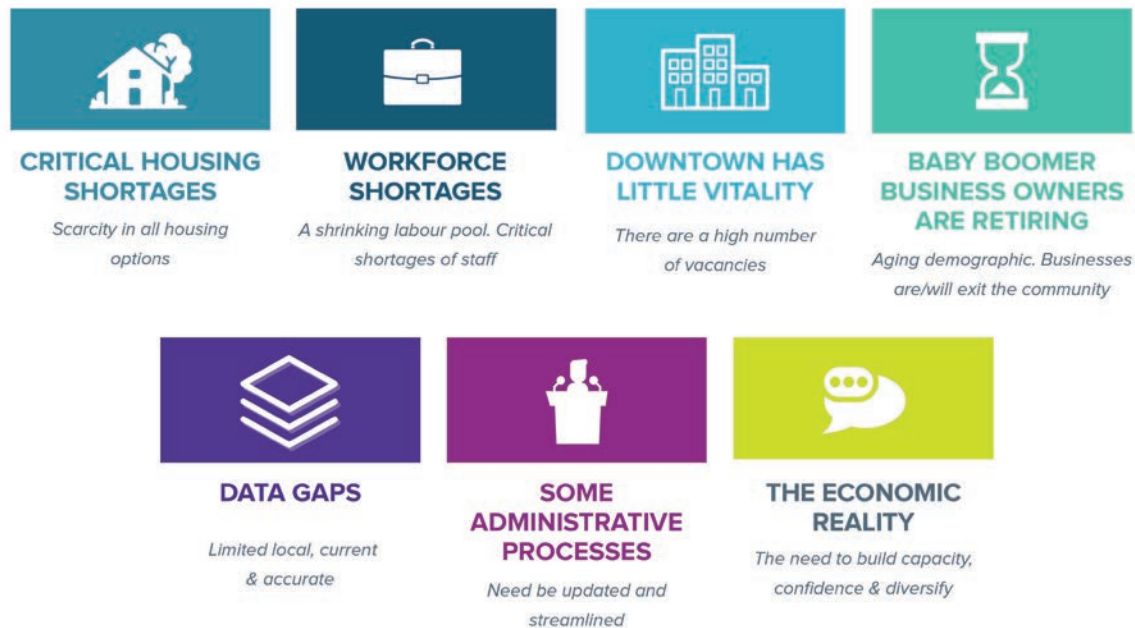 CRITICAL HOUSING
SHORTAGES
Scarcity in all housing
options
WORKFORCE
SHORTAGES
A shrinking labour pool. Critical
shortages of staff
DOWNTOWN HAS
LITTLE VITALITY
There are a high number
of vacancies
BABY BOOMER
BUSINESS OWNERS
ARE RETIRING
Aging demographic. Businesses
are/will exit the community
DATA GAPS
Limited local, current
& accurate
SOME
ADMINISTRATIVE
PROCESSES
Need be updated and
streamlined
THE ECONOMIC
REALITY
The need to build capacity,
confidence & diversify